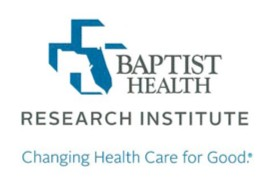 BAPTIST
HEALTH
RESEARCH INSTITUTE
Changing Health Care for Good.®